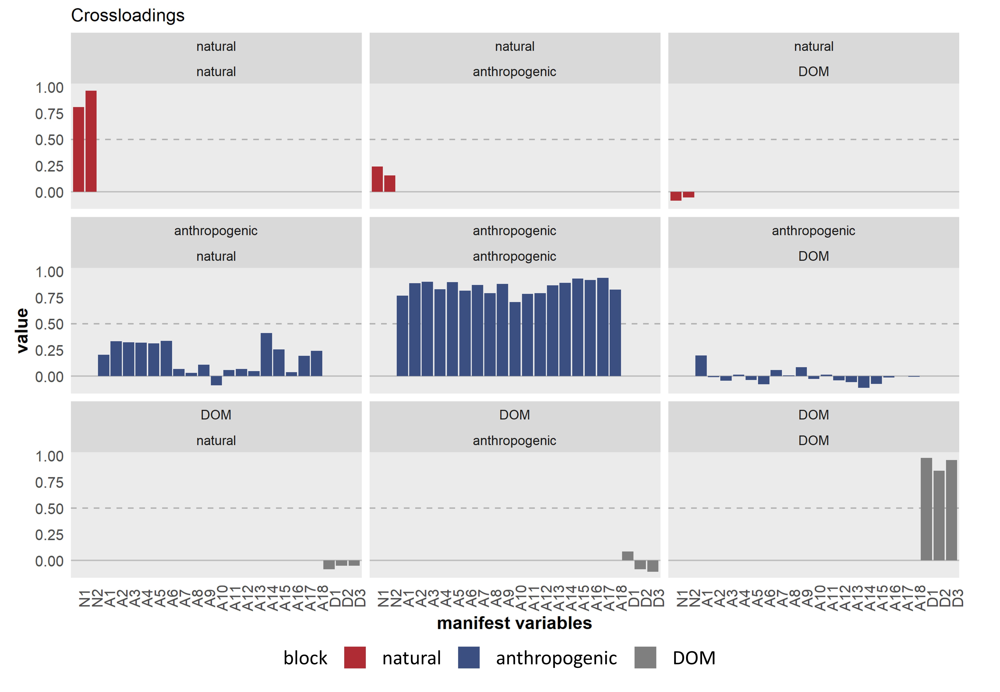 Crossloadings
natural natural natural
natural anthropogenic DOM
1.00
0.75
0.50
0.25
0.00
anthropogenic anthropogenic anthropogenic
natural anthropogenic DOM
1.00
0.75
0.50
0.25
0.00
value
DOM DOM DOM
natural anthropogenic DOM
1.00
0.75
0.50
0.25
0.00
N1 N2 A1 A2 A3 A4 A5 A6 A7 A8 A9 A10 A11 A12 A13 A14 A15 A16 A17 A18 D1 D2 D3 N1 N2 A1 A2 A3 A4 A5 A6 A7 A8 A9 A10 A11 A12 A13 A14 A15 A16 A17 A18 D1 D2 D3 N1 N2 A1 A2 A3 A4 A5 A6 A7 A8 A9 A10 A11 A12 A13 A14 A15 A16 A17 A18 D1 D2 D3
manifest variables
block natural anthropogenic DOM